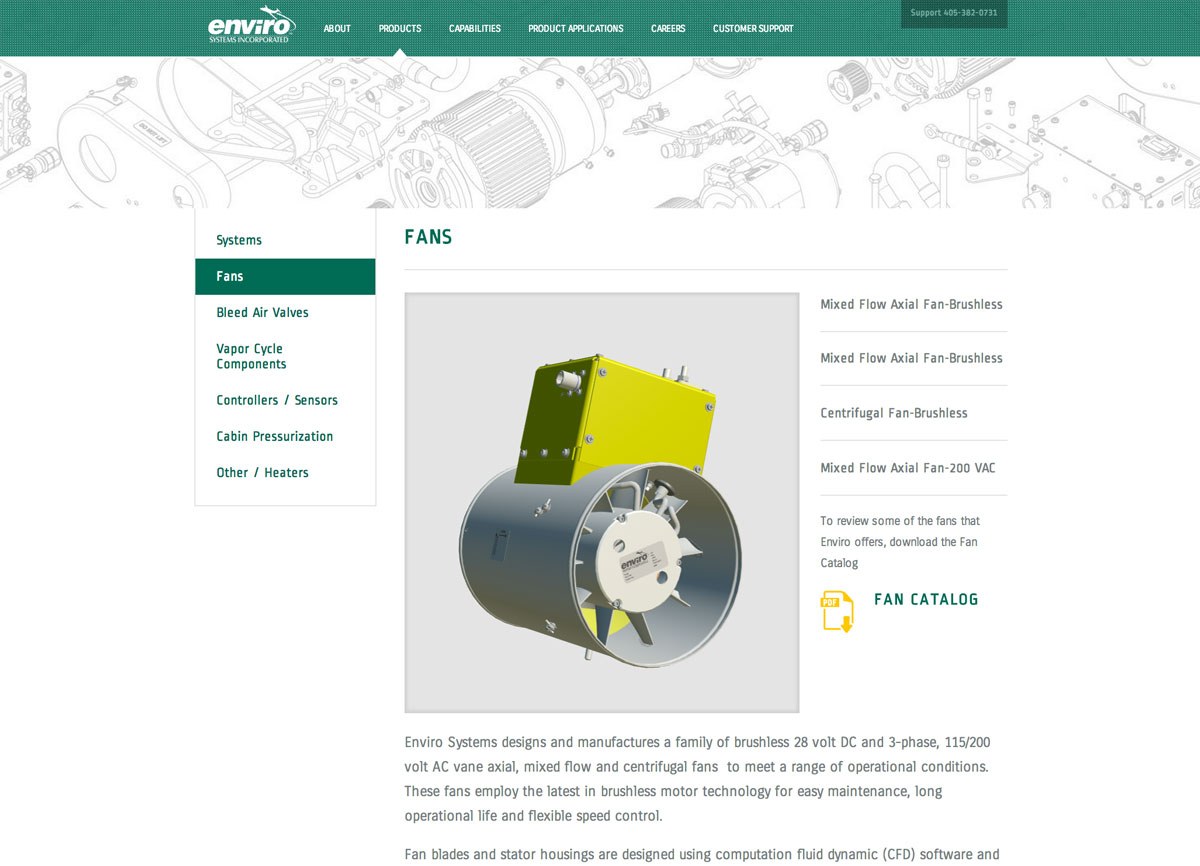 enviro
SYSTEMS INCORPORATED
ABOUT
PRODUCTS
CAPABILITIES
PRODUCT APPLICATIONS
CAREERS
CUSTOMER SUPPORT
Support 405-382-0731
DO NOT LIFT
Systems
Fans
Bleed Air Valves
Vapor Cycle
Components
Controllers / Sensors
Cabin Pressurization
Other / Heaters
FANS
enviro
Mixed Flow Axial Fan-Brushless
Mixed Flow Axial Fan-Brushless
Centrifugal Fan-Brushless
Mixed Flow Axial Fan-200 VAC
To review some of the fans that
Enviro offers, download the Fan
Catalog
PDF
FAN CATALOG
Enviro Systems designs and manufactures a family of brushless 28 volt DC and 3-phase, 115/200
volt AC vane axial, mixed flow and centrifugal fans to meet a range of operational conditions.
These fans employ the latest in brushless motor technology for easy maintenance, long
operational life and flexible speed control.
Fan blades and stator housings are designed using computation fluid dynamic (CFD) software and